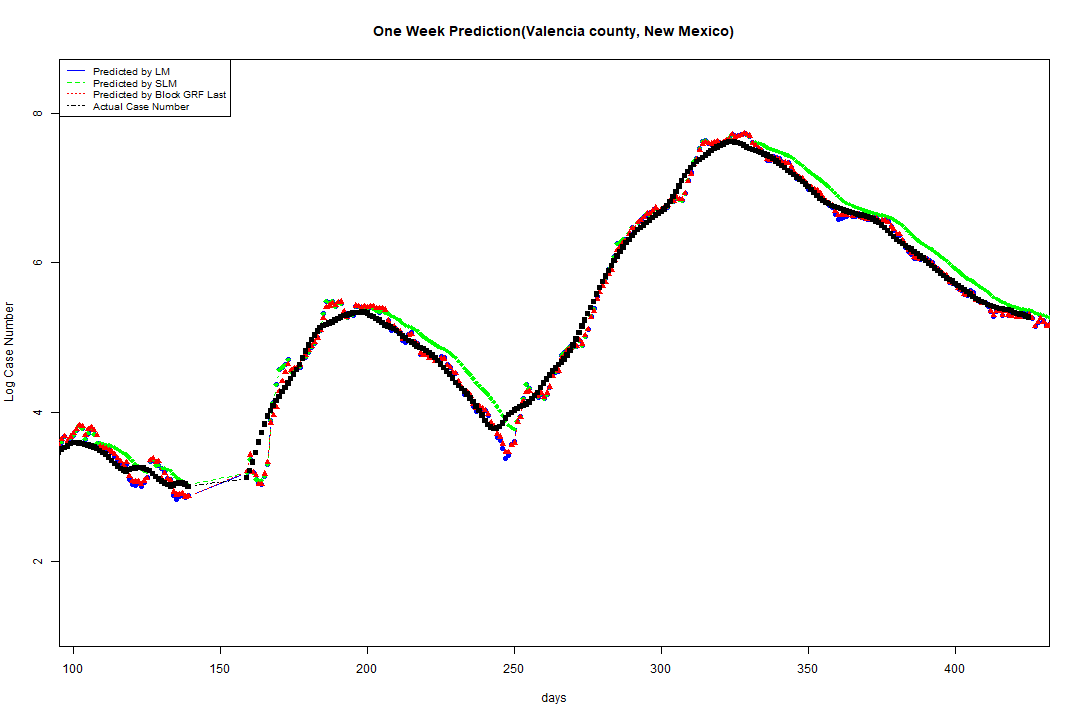 One Week Prediction(Valencia county, New Mexico)
Predicted by LM
Predicted by SLM
Predicted by Block GRF Last
Actual Case Number
8
6
4
2
Log Case Number
100 150 200 250 300 350 400
days